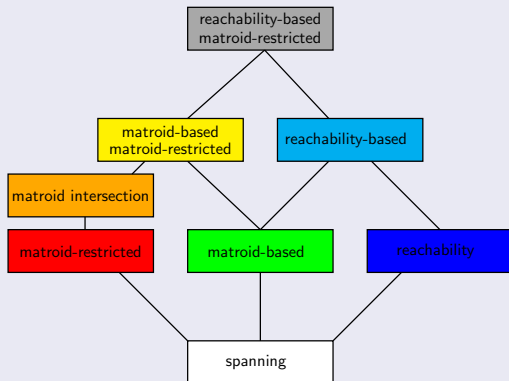 reachability-based
matroid-restricted
matroid-based
matroid-restricted
reachability-based
matroid intersection
matroid-restricted
matroid-based
reachability
spanning